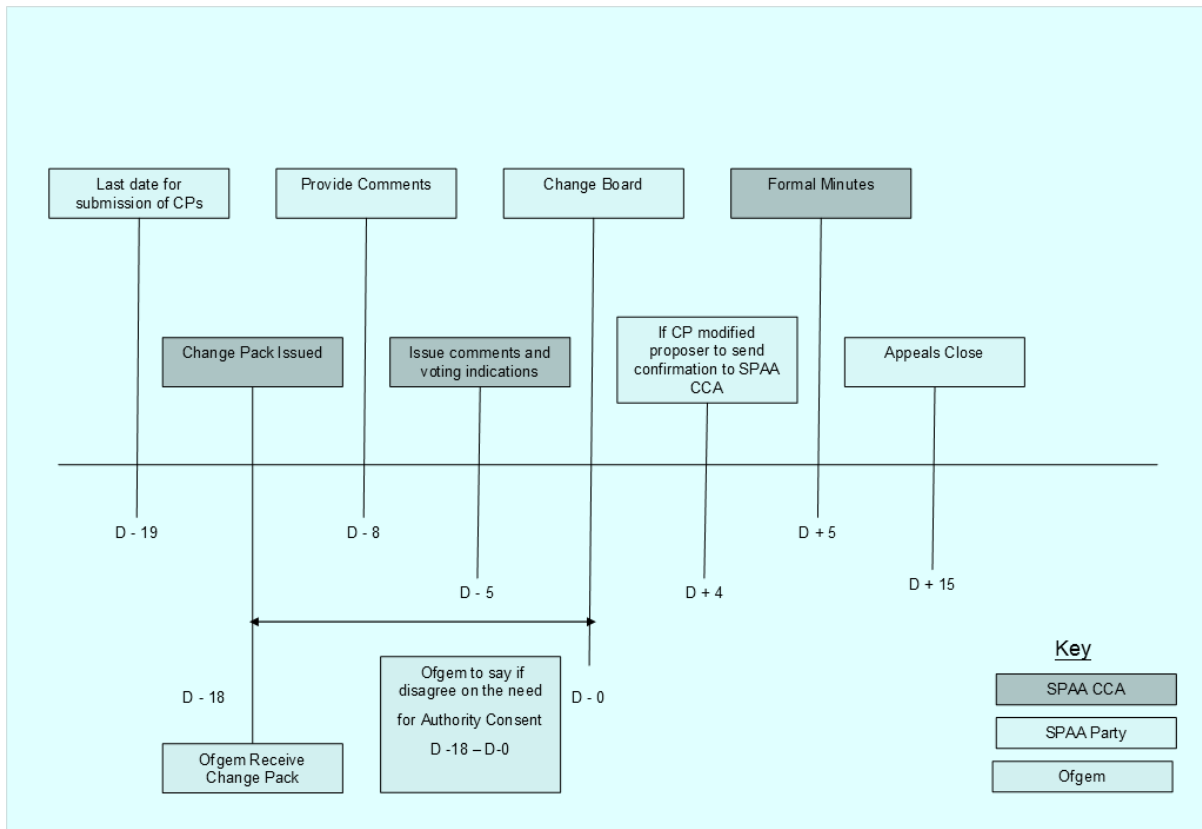 Last date for
submission of CPs
Provide Comments
Change Board
Formal Minutes
Change Pack Issued
Issue comments and
voting indications
If CP modified
proposer to send
confirmation to SPAA
CCA
Appeals Close
D - 19
D - 8
D + 5
D - 5
D + 4
D + 15
D - 18
Ofgem to say if
disagree on the need
for Authority Consent
D -18 – D-0
D - 0
Ofgem Receive
Change Pack
Key
SPAA CCA
SPAA Party
Ofgem